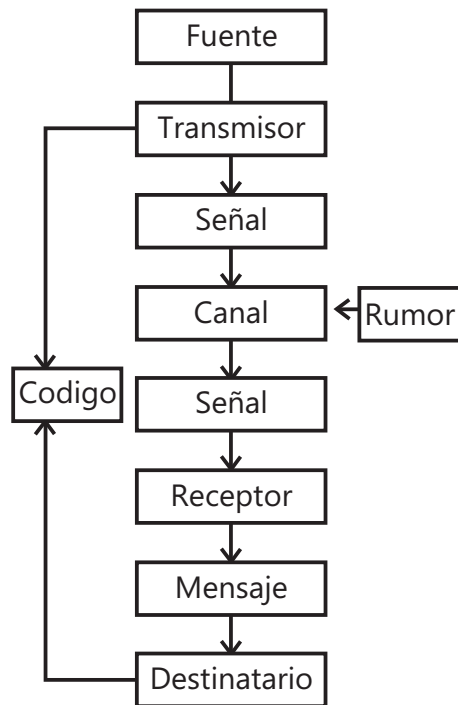 Fuente
Transmisor
Señal
Canal
Rumor
Codigo
Señal
Receptor
Mensaje
Destinatario